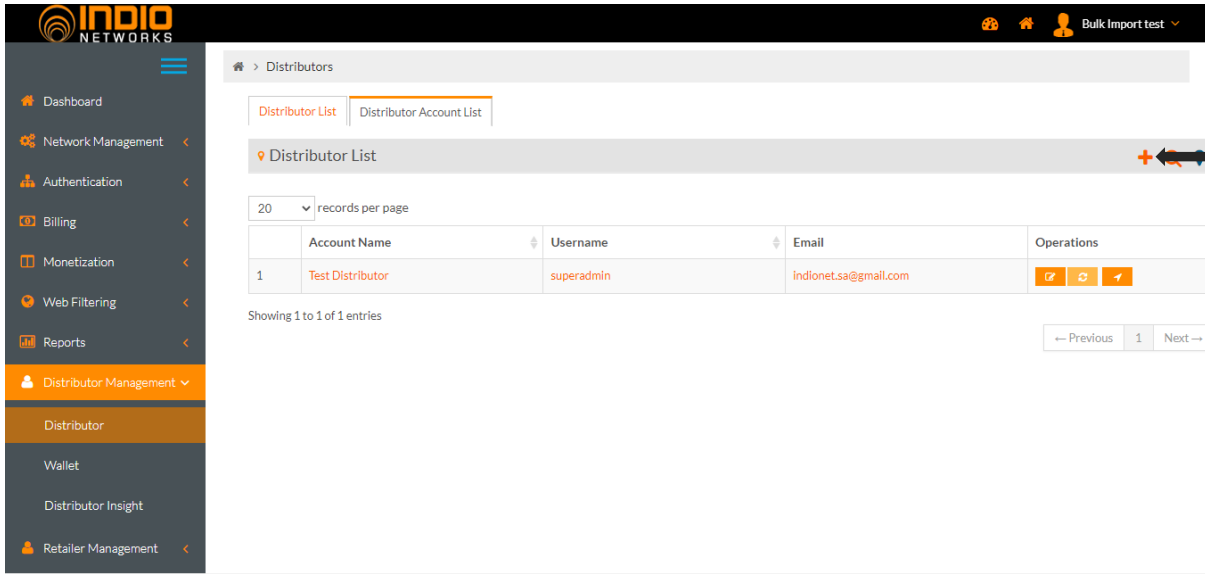 INDIO
NETWORKS
Bulk Import test
> Distributors
Dashboard
Network Management
Authentication
Billing
Monetization
Web Filtering
Reports
Distributor Management
Distributor
Wallet
Distributor Insight
Retailer Management
Distributor List
Distributor Account List
Distributor List
20 records per page
Account Name Username Email Operations
1 Test Distributor superadmin indionet.sa@gmail.com
Showing 1 to 1 of 1 entries
← Previous 1 Next →